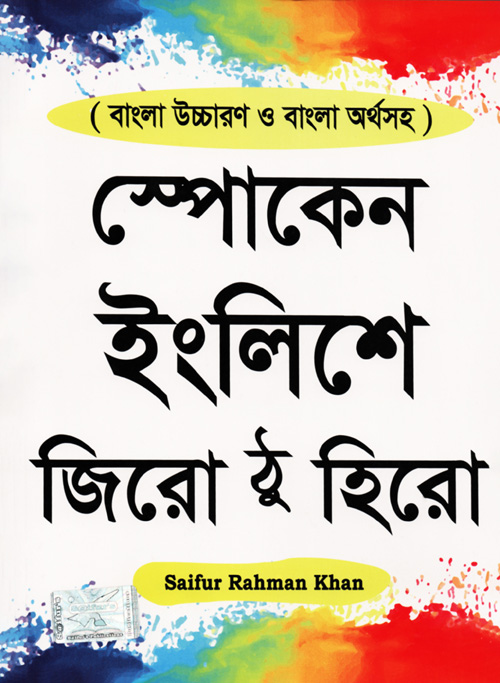 ( বাংলা উচ্চারণ ও বাংলা অর্থসহ )
স্পোকেন
ইংলিশে
জিরো ঠু হিরো
Saifur Rahman Khan